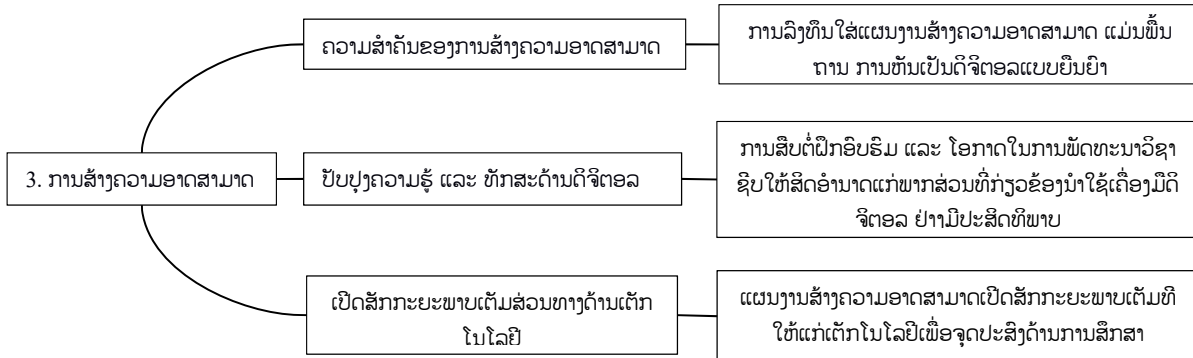 ຄວາມສໍາຄັນຂອງການສ້າງຄວາມອາດສາມາດ
ການລົງທຶນໃສ່ແຜນງານສ້າງຄວາມອາດສາມາດ ແມ່ນພື້ນ
ຖານ ການຫັນເປັນດິຈິຕອລແບບຍືນຍົາ
3. ການສ້າງຄວາມອາດສາມາດ
ປັບປຸງຄວາມຮູ້ ແລະ ທັກສະດ້ານດິຈິຕອລ
ການສືບຕໍ່ຝຶກອົບຮົມ ແລະ ໂອກາດໃນການພັດທະນາວິຊາ
ຊີບໃຫ້ສິດອໍານາດແກ່ພາກສ່ວນທີ່ກ່ຽວຂ້ອງນໍາໃຊ້ເຄື່ອງມືດິ
ຈິຕອລ ຢ່າາມີປະສິດທິພາບ
ເປີດສັກກະຍະພາບເຕັມສ່ວນທາງດ້ານເຕັກ
ໂນໂລຍີ
ແຜນງານສ້າງຄວາມອາດສາມາດເປີດສັກກະຍະພາບເຕັມທີ
ໃຫ້ແກ່ເຕັກໂນໂລຍີເພື່ອຈຸດປະສົງດ້ານການສຶກສາ